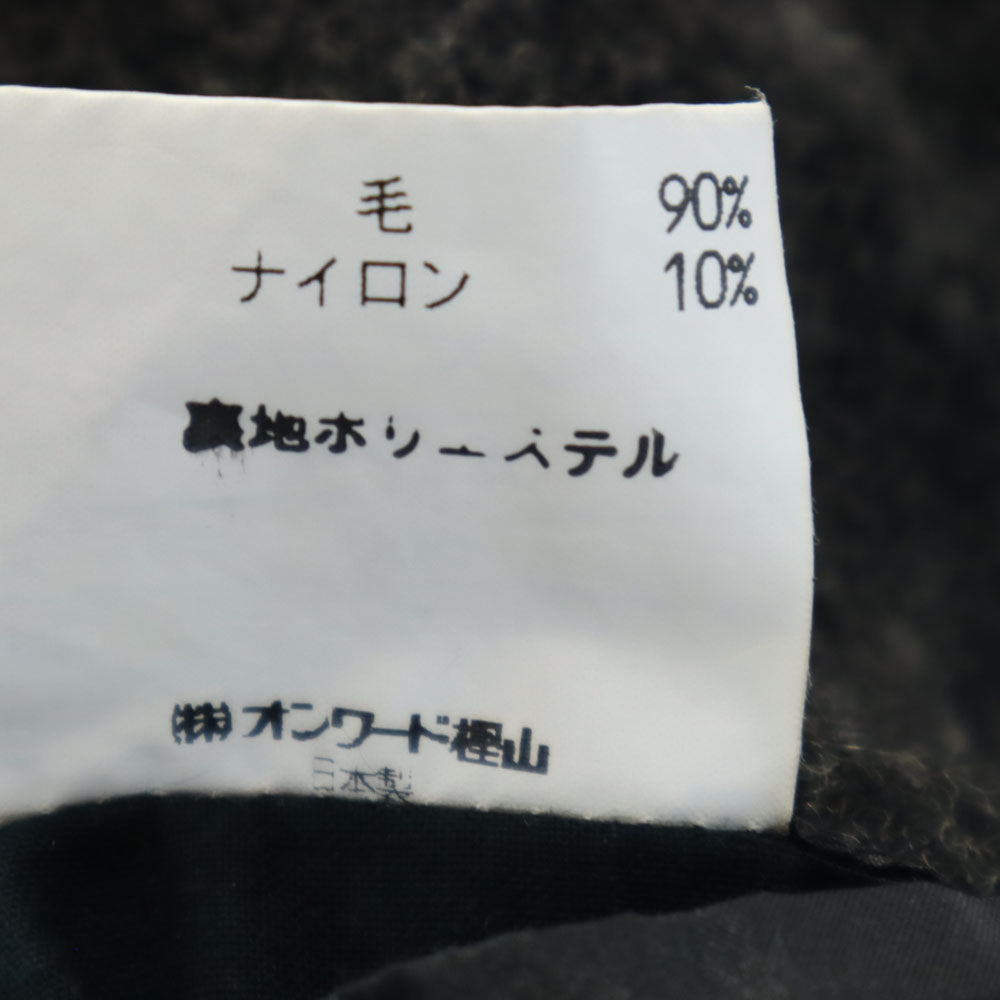 毛 90%
ナイロン 10%
裏地ポリエステル
㈱オンワード樫山
日本製